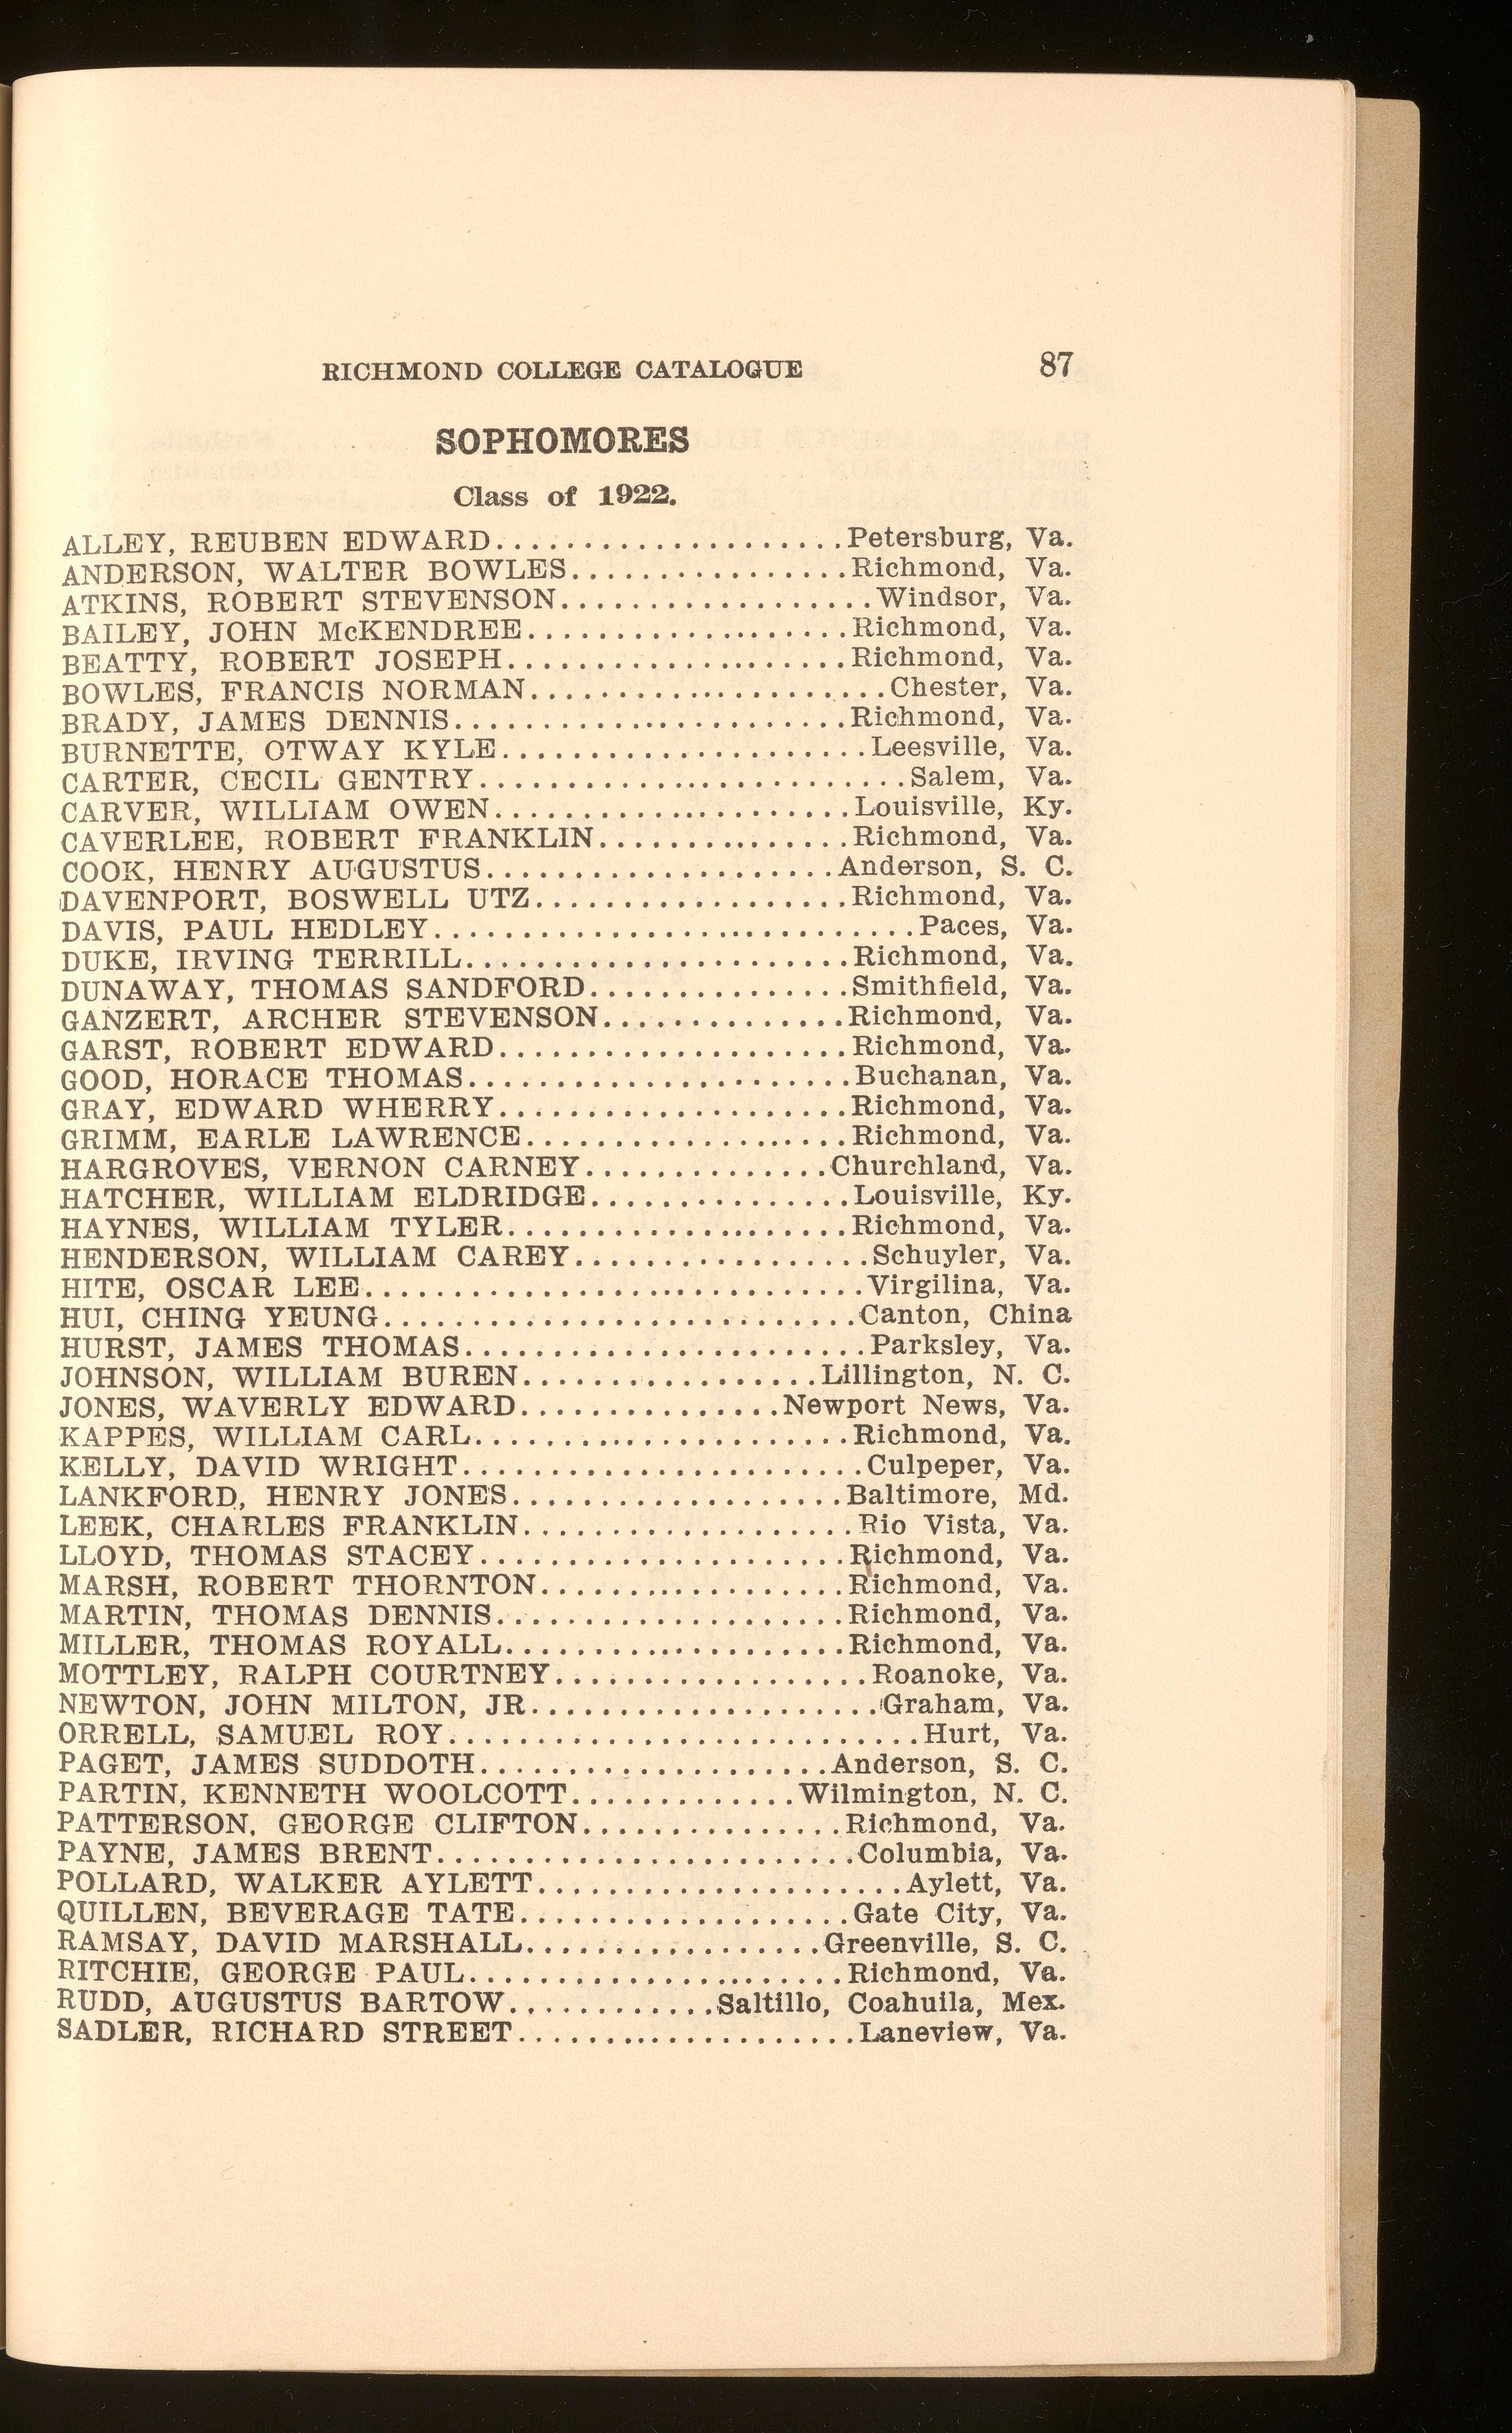 RICHMOND COLLEGE CATALOGUE 87
SOPHOMORES
Class of 1922.
ALLEY, REUBEN EDWARD....................Petersburg, Va.
ANDERSON, WALTER BOWLES................Richmond, Va.
ATKINS, ROBERT STEVENSON..................Windsor, Va.
BAILEY, JOHN McKENDREE...................Richmond, Va.
BEATTY, ROBERT JOSEPH....................Richmond, Va.
BOWLES, FRANCIS NORMAN.....................Chester, Va.
BRADY, JAMES DENNIS.......................Richmond, Va.
BURNETTE, OTWAY KYLE.....................Leesville, Va.
CARTER, CECIL GENTRY.........................Salem, Va.
CARVER, WILLIAM OWEN.....................Louisville, Ky.
CAVERLEE, ROBERT FRANKLIN...............Richmond, Va.
COOK, HENRY AUGUSTUS....................Anderson, S. C.
DAVENPORT, BOSWELL UTZ..................Richmond, Va.
DAVIS, PAUL HEDLEY............................Paces, Va.
DUKE, IRVING TERRILL......................Richmond, Va.
DUNAWAY, THOMAS SANDFORD...............Smithfield, Va.
GANZERT, ARCHER STEVENSON..............Richmond, Va.
GARST, ROBERT EDWARD....................Richmond, Va.
GOOD, HORACE THOMAS......................Buchanan, Va.
GRAY, EDWARD WHERRY....................Richmond, Va.
GRIMM, EARLE LAWRENCE...................Richmond, Va.
HARGROVES, VERNON CARNEY..............Churchland, Va.
HATCHER, WILLIAM ELDRIDGE...............Louisville, Ky.
HAYNES, WILLIAM TYLER....................Richmond, Va.
HENDERSON, WILLIAM CAREY.................Schuyler, Va.
HITE, OSCAR LEE.............................Virgilina, Va.
HUI, CHING YEUNG...........................Canton, China
HURST, JAMES THOMAS.......................Parksley, Va.
JOHNSON, WILLIAM BUREN.................Lillington, N. C.
JONES, WAVERLY EDWARD...............Newport News, Va.
KAPPES, WILLIAM CARL......................Richmond, Va.
KELLY, DAVID WRIGHT.......................Culpeper, Va.
LANKFORD, HENRY JONES...................Baltimore, Md.
LEEK, CHARLES FRANKLIN...................Rio Vista, Va.
LLOYD, THOMAS STACEY.....................Richmond, Va.
MARSH, ROBERT THORNTON.................Richmond, Va.
MARTIN, THOMAS DENNIS....................Richmond, Va.
MILLER, THOMAS ROYALL....................Richmond, Va.
MOTTLEY, RALPH COURTNEY..................Roanoke, Va.
NEWTON, JOHN MILTON, JR....................Graham, Va.
ORRELL, SAMUEL ROY...........................Hurt, Va.
PAGET, JAMES SUDDOTH....................Anderson, S. C.
PARTIN, KENNETH WOOLCOTT.............Wilmington, N. C.
PATTERSON, GEORGE CLIFTON...............Richmond, Va.
PAYNE, JAMES BRENT........................Columbia, Va.
POLLARD, WALKER AYLETT.....................Aylett, Va.
QUILLEN, BEVERAGE TATE...................Gate City, Va.
RAMSAY, DAVID MARSHALL.................Greenville, S. C.
RITCHIE, GEORGE PAUL......................Richmond, Va.
RUDD, AUGUSTUS BARTOW............Saltillo, Coahuila, Mex.
SADLER, RICHARD STREET...................Laneview, Va.